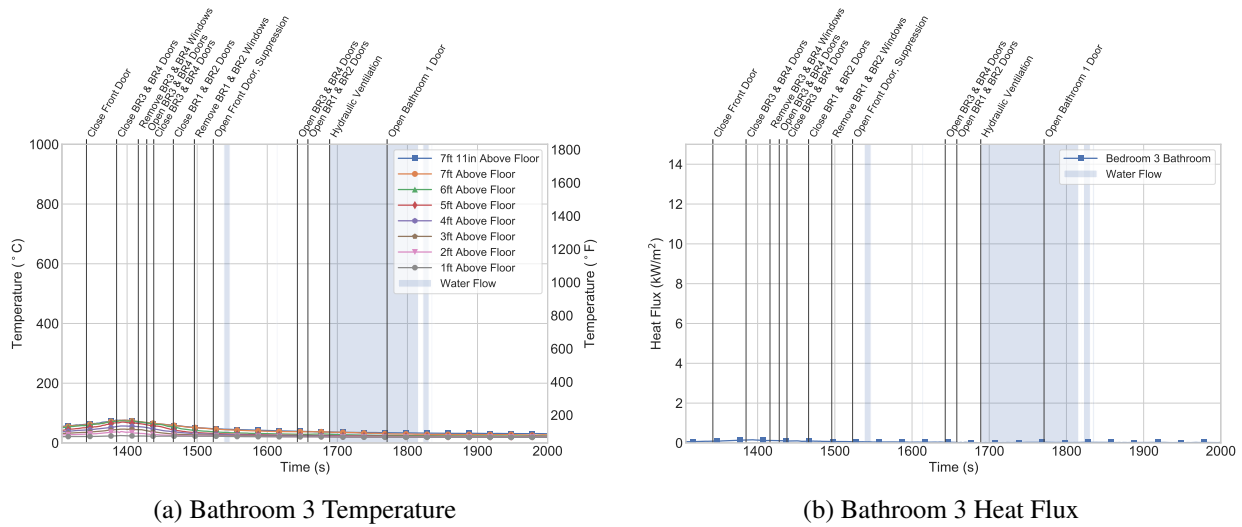 Close Front Door
Close BR3 & BR4 Doors
Remove BR3 & BR4 Windows
Open BR3 & BR4 Doors
Close BR3 & BR4 Doors
Close BR1 & BR2 Doors
Remove BR1 & BR2 Windows
Open Front Door, Suppression
Open BR3 & BR4 Doors
Open BR1 & BR2 Doors
Hydraulic Ventilation
Open Bathroom 1 Door
1000
800
600
400
200
0
Temperature (°C)
1800
1600
1400
1200
1000
800
600
400
200
Temperature (°F)
7ft 11in Above Floor
7ft Above Floor
6ft Above Floor
5ft Above Floor
4ft Above Floor
3ft Above Floor
2ft Above Floor
1ft Above Floor
Water Flow
1400 1500 1600 1700 1800 1900 2000
Time (s)
(a) Bathroom 3 Temperature
Close Front Door
Close BR3 & BR4 Doors
Remove BR3 & BR4 Windows
Open BR3 & BR4 Doors
Close BR3 & BR4 Doors
Close BR1 & BR2 Doors
Remove BR1 & BR2 Windows
Open Front Door, Suppression
Open BR3 & BR4 Doors
Open BR1 & BR2 Doors
Hydraulic Ventilation
Open Bathroom 1 Door
14
12
10
8
6
4
2
0
Heat Flux (kW/m²)
Bedroom 3 Bathroom
Water Flow
1400 1500 1600 1700 1800 1900 2000
Time (s)
(b) Bathroom 3 Heat Flux